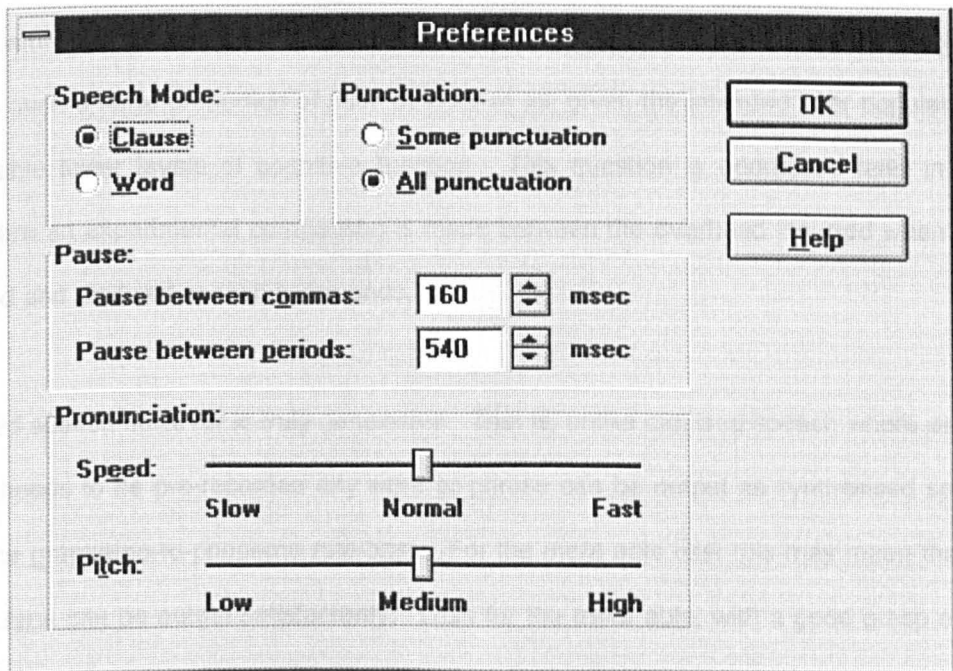 Preferences
Speech Mode:
Clause
Word
Punctuation:
Some punctuation
All punctuation
OK
Cancel
Help
Pause:
Pause between commas: 160 msec
Pause between periods: 540 msec
Pronunciation:
Speed:
Slow Normal Fast
Pitch:
Low Medium High